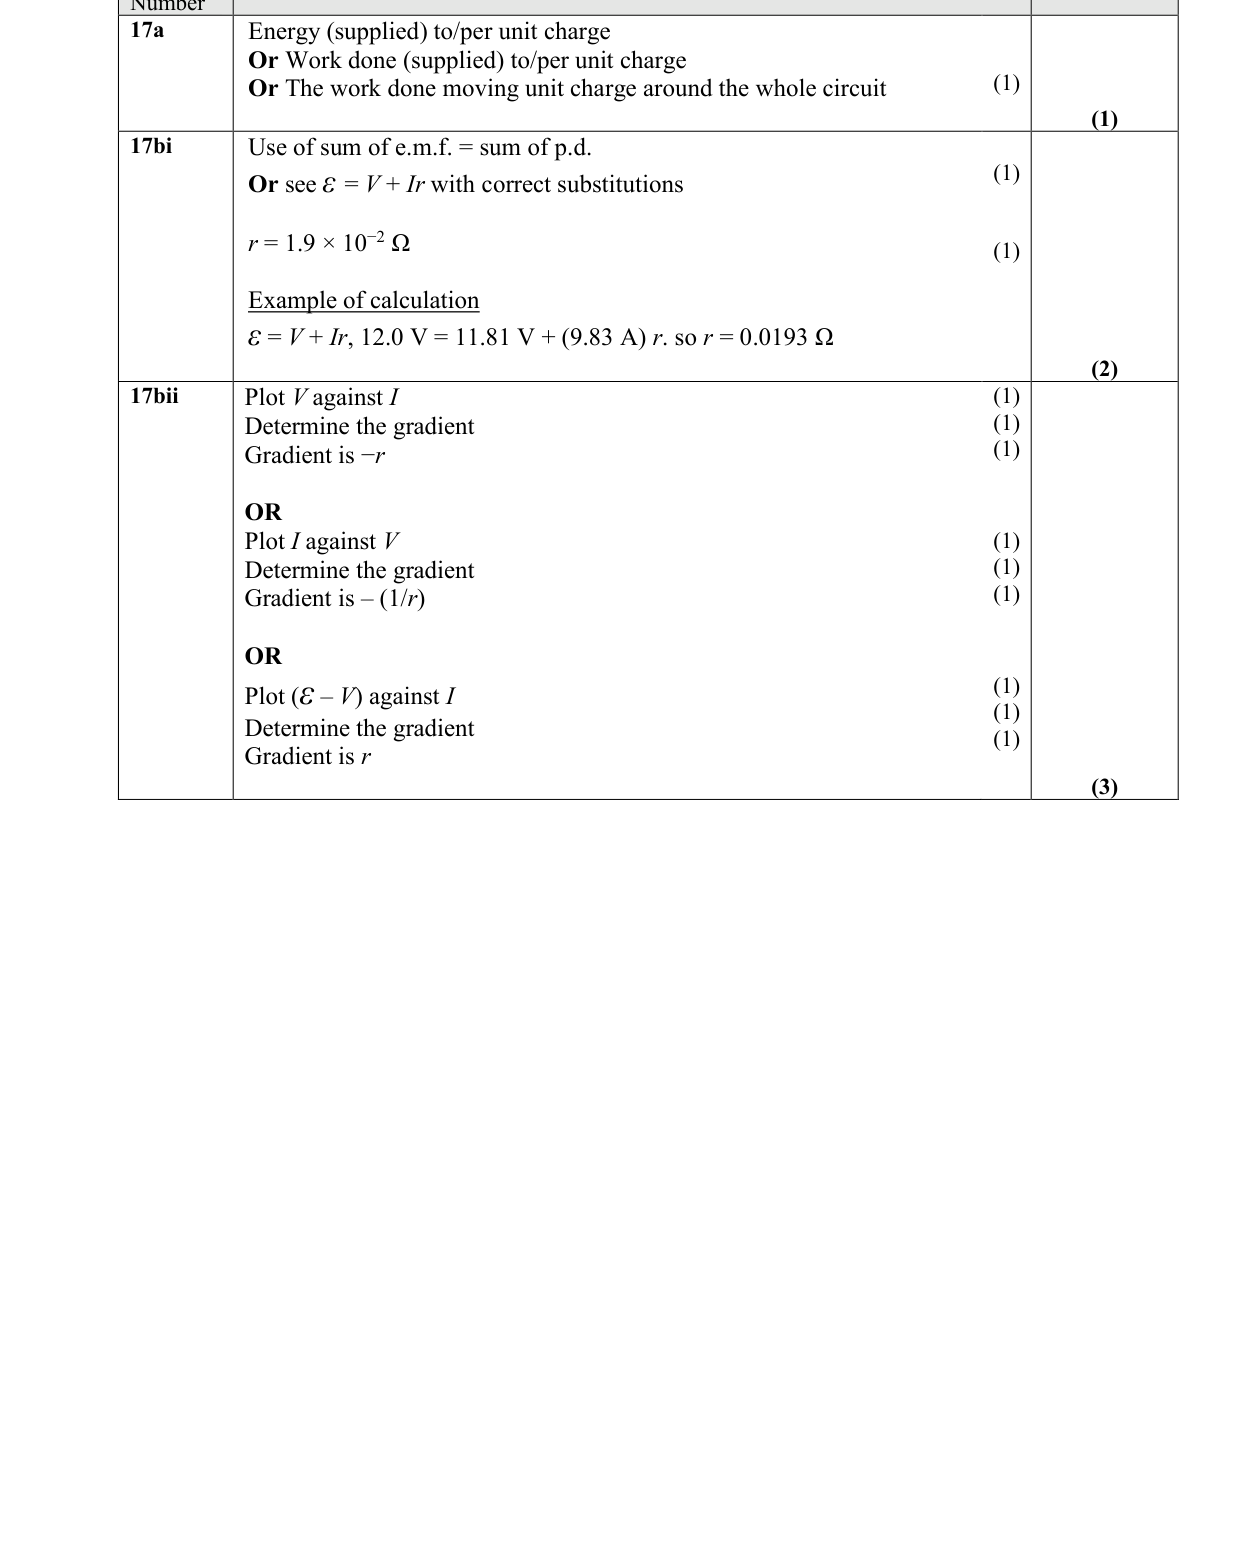 Number
17a Energy (supplied) to/per unit charge
Or Work done (supplied) to/per unit charge
Or The work done moving unit charge around the whole circuit (1)
(1)
17bi Use of sum of e.m.f. = sum of p.d.
Or see ℰ = V + Ir with correct substitutions (1)
r = 1.9 × 10⁻² Ω (1)
Example of calculation
ℰ = V + Ir, 12.0 V = 11.81 V + (9.83 A) r. so r = 0.0193 Ω
(2)
17bii Plot V against I (1)
Determine the gradient (1)
Gradient is −r (1)
OR
Plot I against V (1)
Determine the gradient (1)
Gradient is – (1/r) (1)
OR
Plot (ℰ – V) against I (1)
Determine the gradient (1)
Gradient is r (1)
(3)